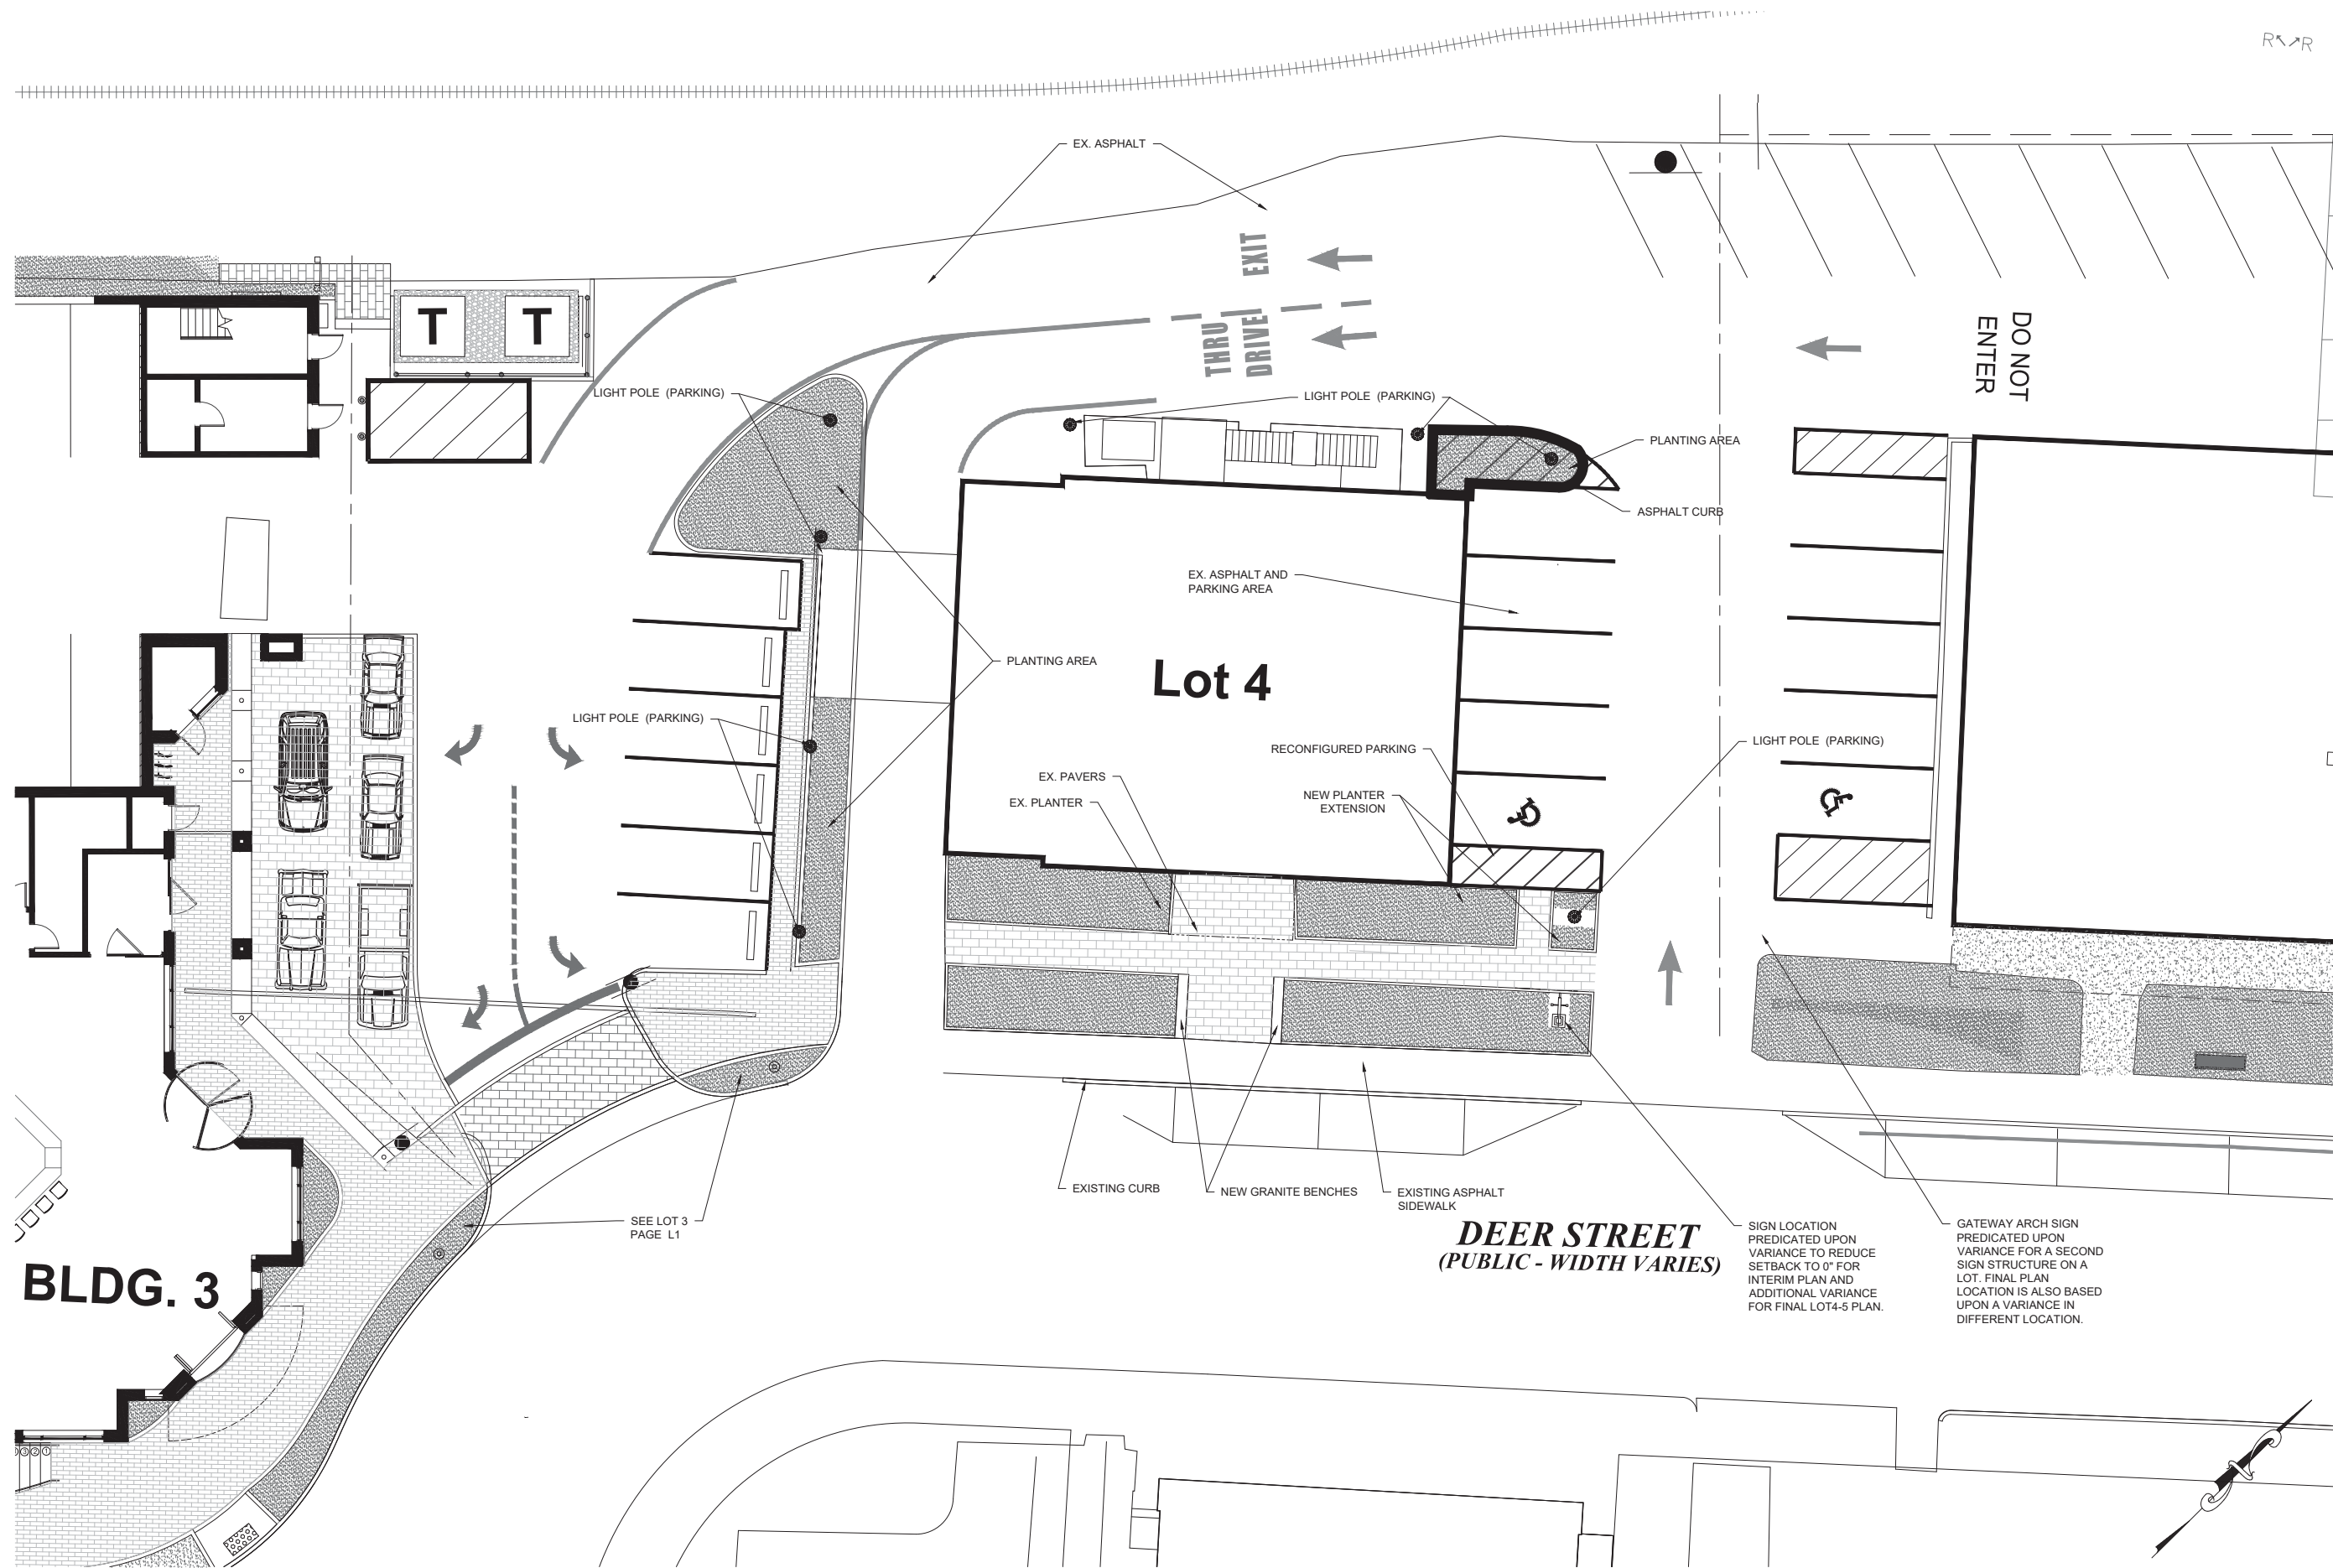 R R
EX. ASPHALT
EXIT
THRU
DRIVE
DO NOT
ENTER
T
T
LIGHT POLE (PARKING)
LIGHT POLE (PARKING)
PLANTING AREA
ASPHALT CURB
EX. ASPHALT AND
PARKING AREA
PLANTING AREA
Lot 4
LIGHT POLE (PARKING)
RECONFIGURED PARKING
LIGHT POLE (PARKING)
EX. PAVERS
EX. PLANTER
NEW PLANTER
EXTENSION
EXISTING CURB
NEW GRANITE BENCHES
EXISTING ASPHALT
SIDEWALK
SEE LOT 3
PAGE L1
DEER STREET
(PUBLIC - WIDTH VARIES)
SIGN LOCATION
PREDICATED UPON
VARIANCE TO REDUCE
SETBACK TO 0" FOR
INTERIM PLAN AND
ADDITIONAL VARIANCE
FOR FINAL LOT4-5 PLAN.
GATEWAY ARCH SIGN
PREDICATED UPON
VARIANCE FOR A SECOND
SIGN STRUCTURE ON A
LOT. FINAL PLAN
LOCATION IS ALSO BASED
UPON A VARIANCE IN
DIFFERENT LOCATION.
BLDG. 3